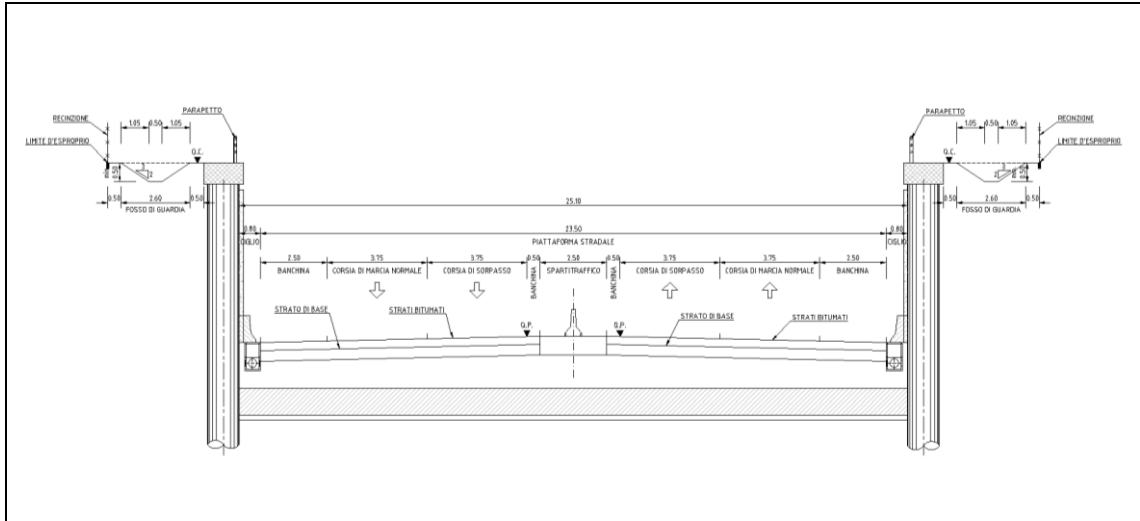 PARAPETTO
PARAPETTO
RECINZIONE
1.05 0.50 1.05
1.05 0.50 1.05
RECINZIONE
LIMITE D'ESPROPRIO
Q.C.
Q.C.
LIMITE D'ESPROPRIO
0.50
0.50
0.50 2.60 0.50
25.10
0.50 2.60 0.50
FOSSO DI GUARDIA
FOSSO DI GUARDIA
0.80 23.50 0.80
CIGLIO PIATTAFORMA STRADALE CIGLIO
2.50 3.75 3.75 0.50 2.50 0.50 3.75 3.75 2.50
BANCHINA CORSIA DI MARCIA NORMALE CORSIA DI SORPASSO BANCHINA SPARTITRAFFICO BANCHINA CORSIA DI SORPASSO CORSIA DI MARCIA NORMALE BANCHINA
STRATO DI BASE STRATI BITUMATI Q.P. Q.P. STRATO DI BASE STRATI BITUMATI